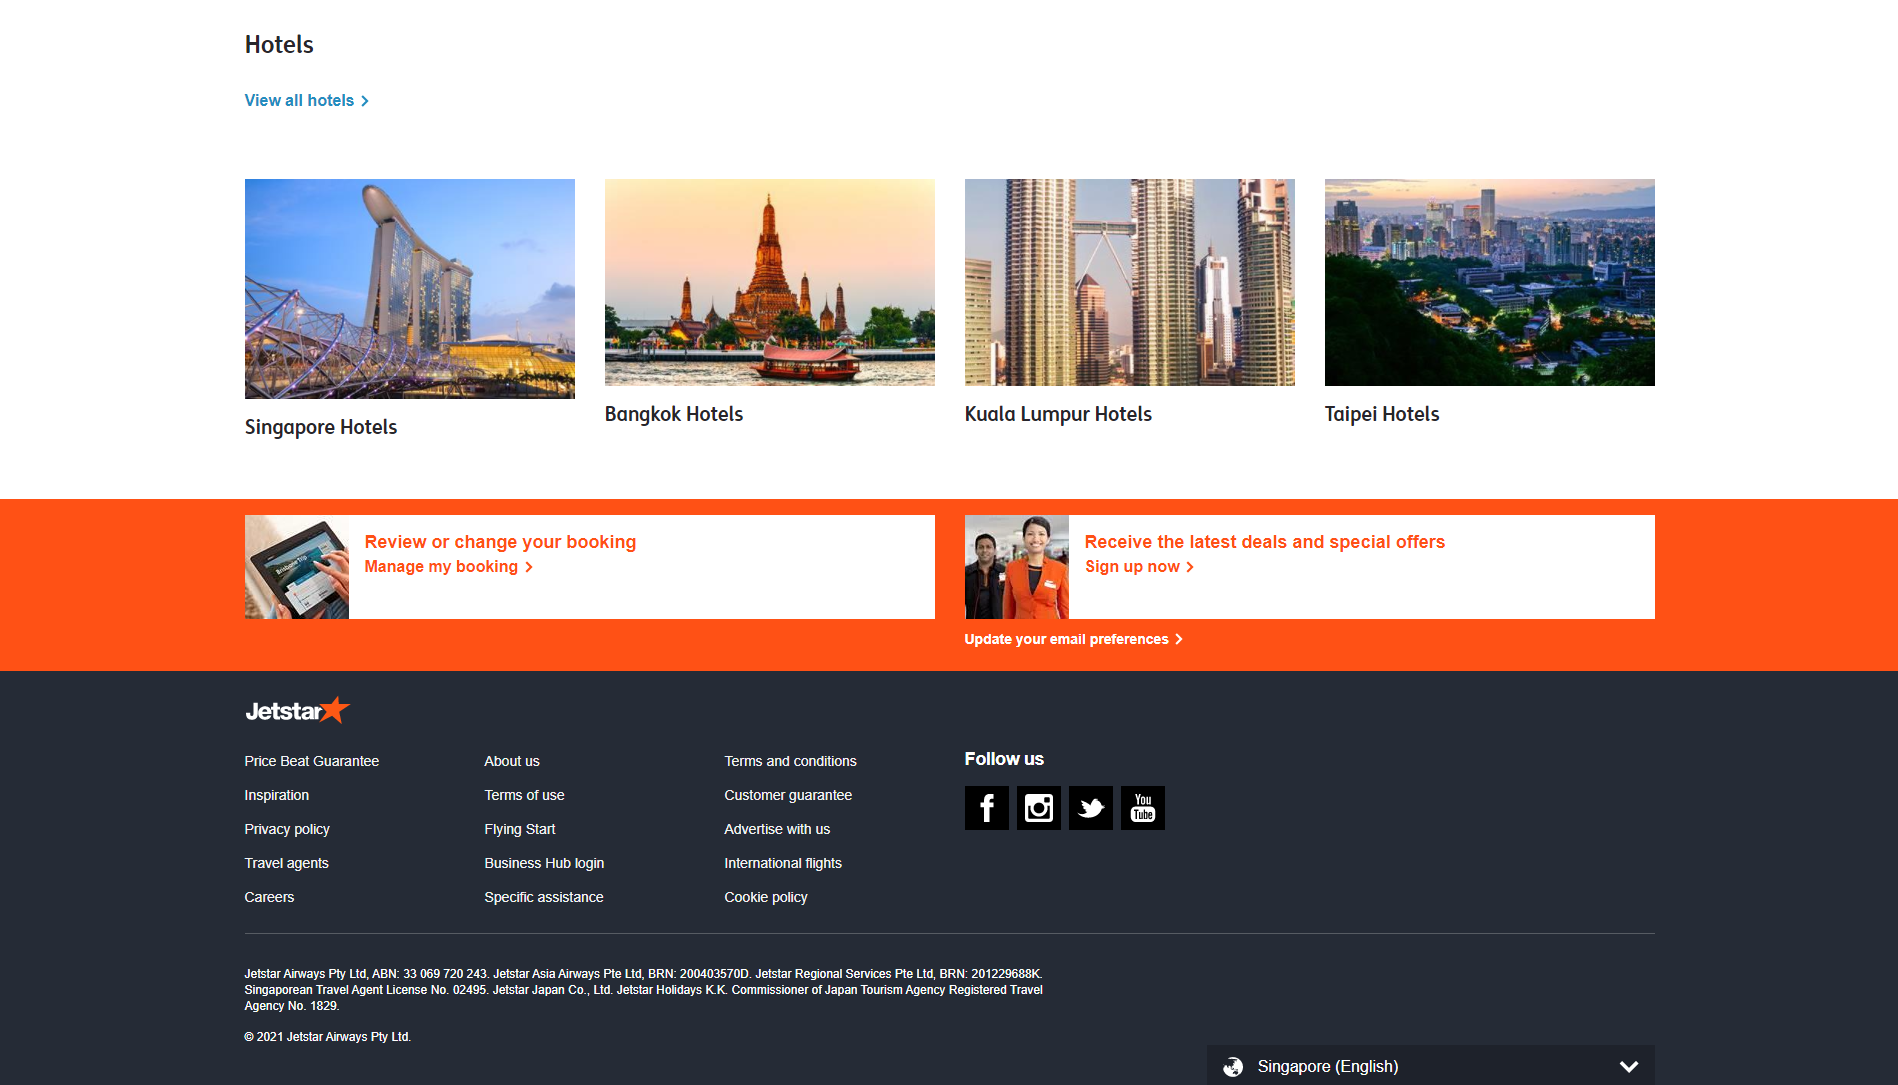 Hotels
View all hotels
Singapore Hotels
Bangkok Hotels
Kuala Lumpur Hotels
Taipei Hotels
Brisbane Trip
Review or change your booking
Manage my booking
Receive the latest deals and special offers
Sign up now
Update your email preferences
Jetstar
Price Beat Guarantee
Inspiration
Privacy policy
Travel agents
Careers
About us
Terms of use
Flying Start
Business Hub login
Specific assistance
Terms and conditions
Customer guarantee
Advertise with us
International flights
Cookie policy
Follow us
You
Tube
Jetstar Airways Pty Ltd, ABN: 33 069 720 243. Jetstar Asia Airways Pte Ltd, BRN: 200403570D. Jetstar Regional Services Pte Ltd, BRN: 201229688K.
Singaporean Travel Agent License No. 02495. Jetstar Japan Co., Ltd. Jetstar Holidays K.K. Commissioner of Japan Tourism Agency Registered Travel
Agency No. 1829.
© 2021 Jetstar Airways Pty Ltd.
Singapore (English)